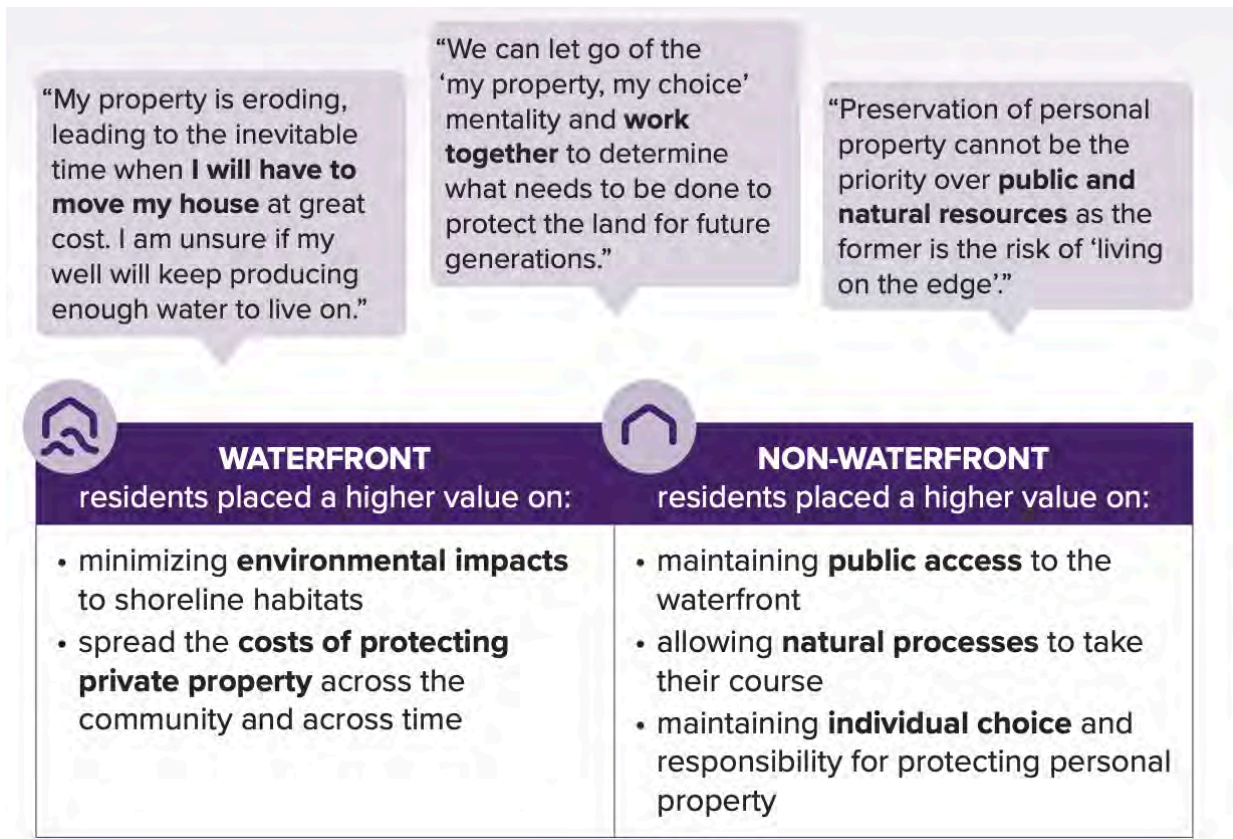 “My property is eroding,
leading to the inevitable
time when I will have to
move my house at great
cost. I am unsure if my
well will keep producing
enough water to live on.”
“We can let go of the
‘my property, my choice’
mentality and work
together to determine
what needs to be done to
protect the land for future
generations.”
“Preservation of personal
property cannot be the
priority over public and
natural resources as the
former is the risk of ‘living
on the edge’.”
WATERFRONT
residents placed a higher value on:
• minimizing environmental impacts
to shoreline habitats
• spread the costs of protecting
private property across the
community and across time
NON-WATERFRONT
residents placed a higher value on:
• maintaining public access to the
waterfront
• allowing natural processes to take
their course
• maintaining individual choice and
responsibility for protecting personal
property